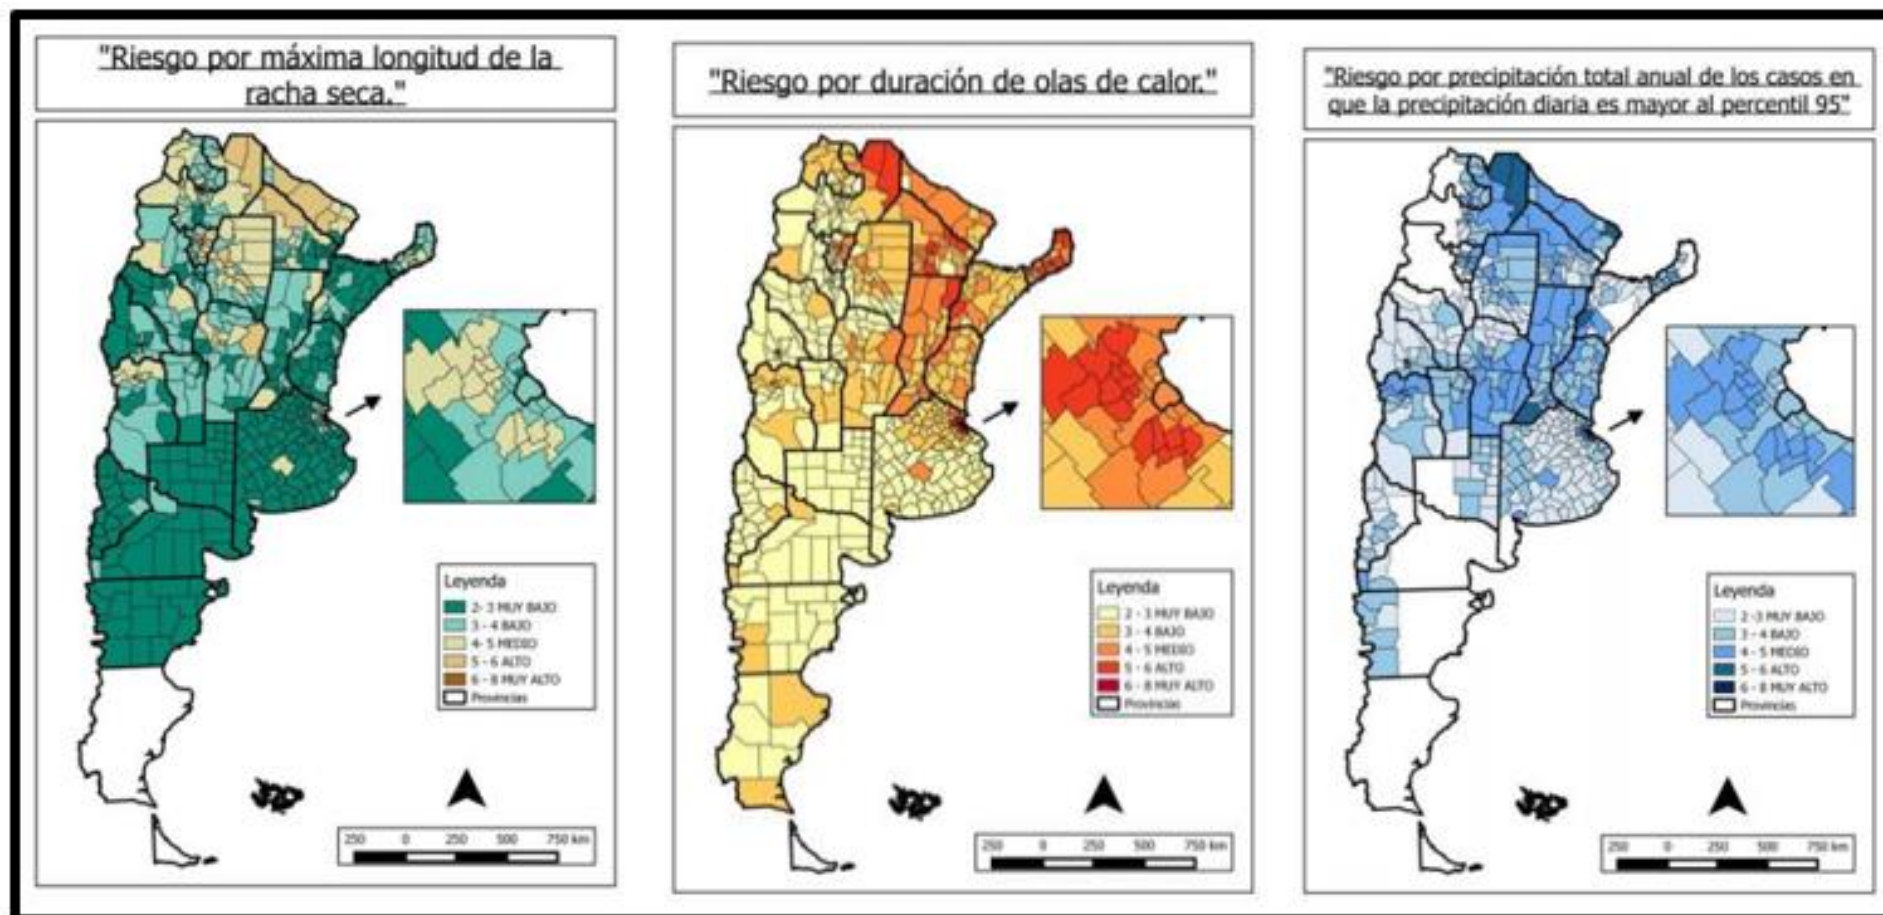 "Riesgo por máxima longitud de la
racha seca."
Leyenda
2- 3 MUY BAJO
3 - 4 BAJO
4- 5 MEDIO
5 - 6 ALTO
6 - 8 MUY ALTO
Provincias
250 0 250 500 750 km
"Riesgo por duración de olas de calor."
Leyenda
2 - 3 MUY BAJO
3 - 4 BAJO
4 - 5 MEDIO
5 - 6 ALTO
6 - 8 MUY ALTO
Provincias
250 0 250 500 750 km
"Riesgo por precipitación total anual de los casos en
que la precipitación diaria es mayor al percentil 95"
Leyenda
2 -3 MUY BAJO
3 - 4 BAJO
4 - 5 MEDIO
5 - 6 ALTO
6 - 8 MUY ALTO
Provincias
250 0 250 500 750 km